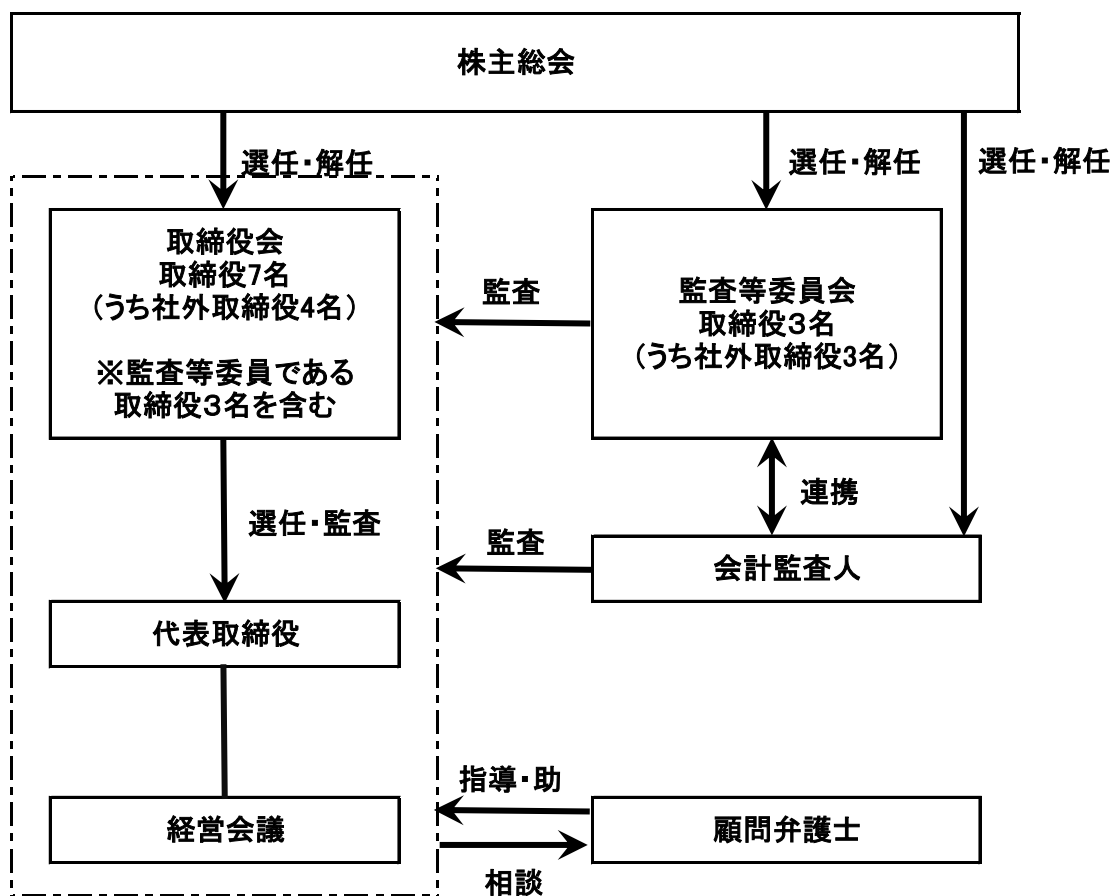 株主総会
選任・解任
選任・解任
選任・解任
取締役会
取締役7名
（うち社外取締役4名）
※監査等委員である
取締役３名を含む
監査
監査等委員会
取締役３名
（うち社外取締役3名）
連携
選任・監査
監査
会計監査人
代表取締役
指導・助
経営会議
顧問弁護士
相談